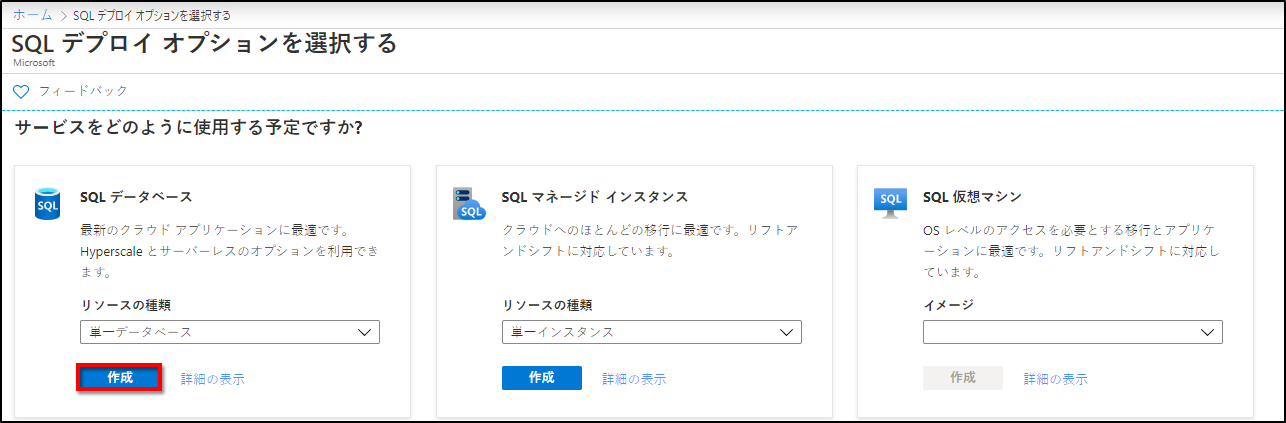 ホーム > SQL デプロイ オプションを選択する
SQL デプロイ オプションを選択する
Microsoft
フィードバック
サービスをどのように使用する予定ですか?
SQL
SQL データベース
最新のクラウド アプリケーションに最適です。
Hyperscale とサーバーレスのオプションを利用でき
ます。
リソースの種類
単一データベース
作成
詳細の表示
SQL
SQL マネージド インスタンス
クラウドへのほとんどの移行に最適です。リフトア
ンドシフトに対応しています。
リソースの種類
単一インスタンス
作成
詳細の表示
SQL
SQL 仮想マシン
OS レベルのアクセスを必要とする移行とアプリケ
ーションに最適です。リフトアンドシフトに対応し
ています。
イメージ
作成
詳細の表示